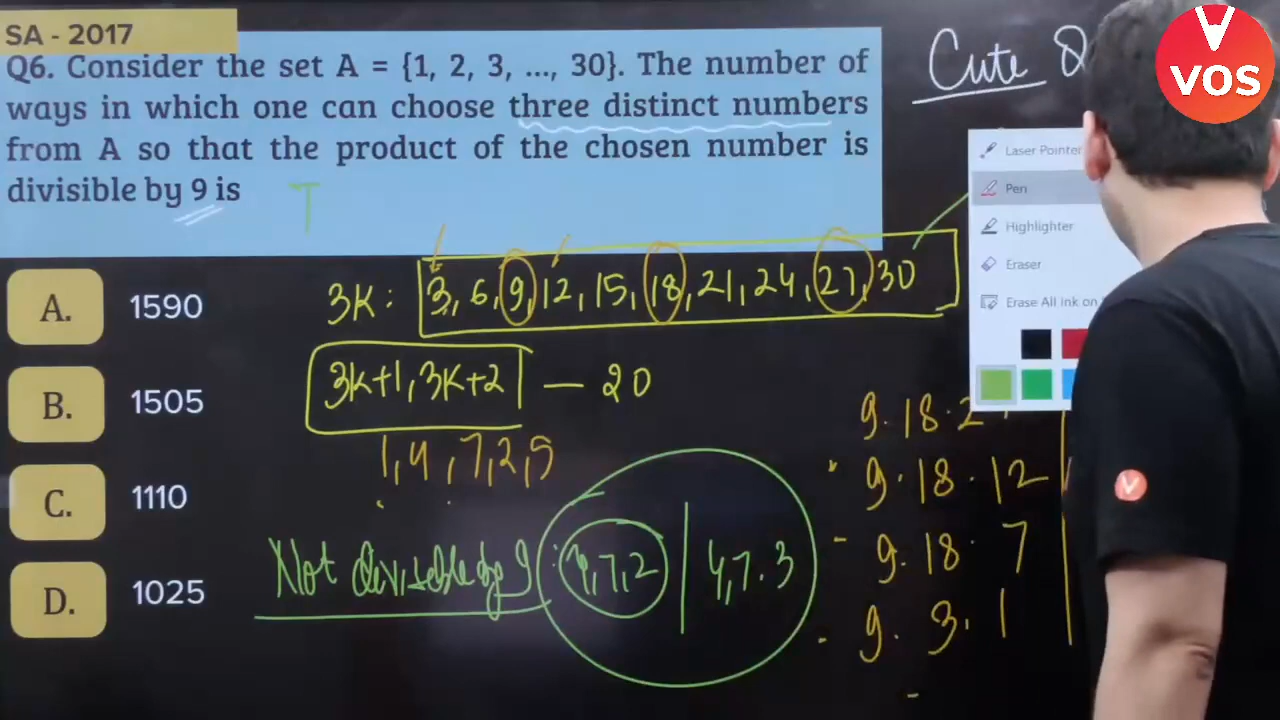 SA - 2017
Q6. Consider the set A = {1, 2, 3, ..., 30}. The number of
ways in which one can choose three distinct numbers
from A so that the product of the chosen number is
divisible by 9 is
T
A. 1590
B. 1505
C. 1110
D. 1025
Cute Q
VOS
Laser Pointer
Pen
Highlighter
Eraser
Erase All ink on
3K: 3, 6, 9, 12, 15, 18, 21, 24, 27, 30
3K+1, 3K+2 — 20
1, 4, 7, 2, 5
Not divisible by 9 : 4, 7, 2 | 4, 7. 3
9. 18. 2
9. 18. 12
9. 18. 7
9. 3. 1